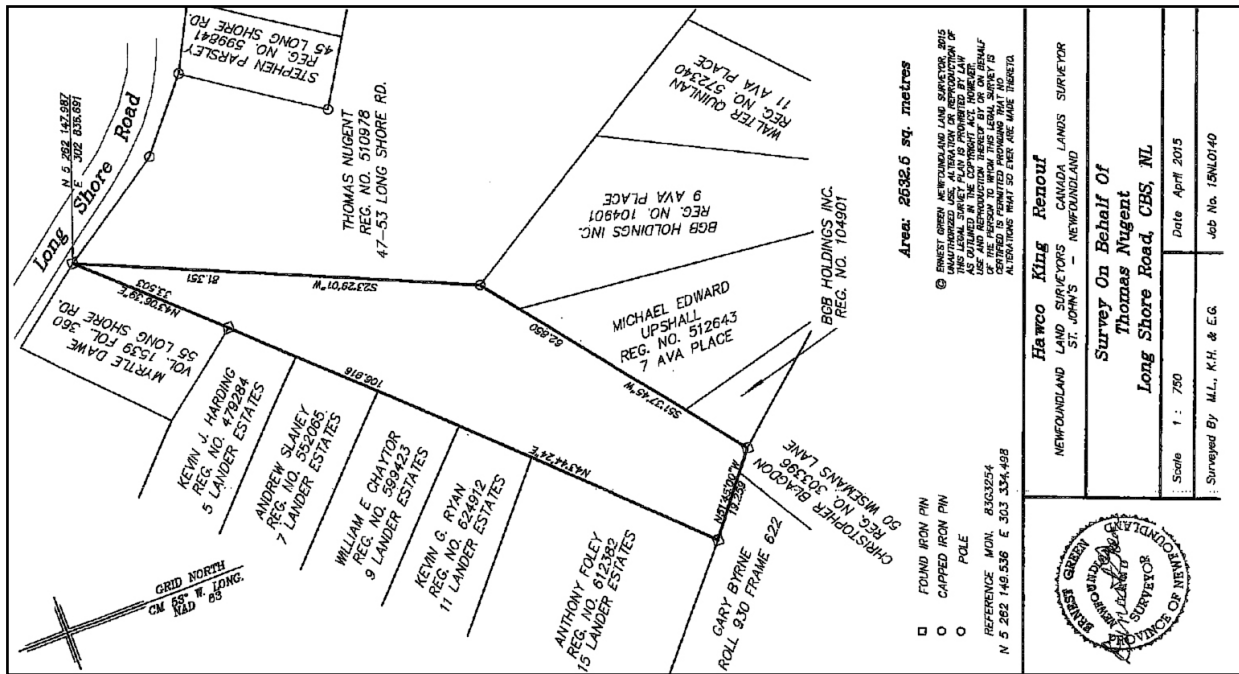 N 5 262 147.987
E 302 836.691
Long Shore Road
STEPHEN PARSLEY
REG. NO. 599841
45 LONG SHORE RD.
THOMAS NUGENT
REG. NO. 510978
47-53 LONG SHORE RD.
MYRTLE DAWE
VOL. 1539 FOL. 360
55 LONG SHORE RD.
N43°06'39"E
33.503
S23°29'01"W
81.351
WALTER QUINLAN
REG. NO. 572340
11 AVA PLACE
BGB HOLDINGS INC.
REG. NO. 104901
9 AVA PLACE
MICHAEL EDWARD
UPSHALL
REG. NO. 512643
7 AVA PLACE
BGB HOLDINGS INC.
REG. NO. 104901
62.650
S51°37'45"W
KEVIN J. HARDING
REG. NO. 479284
5 LANDER ESTATES
ANDREW SLANEY
REG. NO. 552065
7 LANDER ESTATES
WILLIAM E. CHAYTOR
REG. NO. 599423
9 LANDER ESTATES
KEVIN G. RYAN
REG. NO. 624912
11 LANDER ESTATES
ANTHONY FOLEY
REG. NO. 612382
15 LANDER ESTATES
106.816
N43°44'24"E
N51°45'00"W
19.259
CHRISTOPHER BLAGDON
REG. NO. 303396
50 WISEMANS LANE
GARY BYRNE
ROLL 930 FRAME 622
GRID NORTH
CM 53° W. LONG.
NAD 83
Area: 2632.6 sq. metres
© ERNEST GREEN NEWFOUNDLAND LAND SURVEYOR, 2015
UNAUTHORIZED USE, ALTERATION OR REPRODUCTION OF
THIS LEGAL SURVEY PLAN IS PROHIBITED BY LAW
AS OUTLINED IN THE COPYRIGHT ACT, HOWEVER,
USE AND REPRODUCTION THEREOF BY OR ON BEHALF
OF THE PERSON TO WHOM THIS LEGAL SURVEY IS
CERTIFIED IS PERMITTED PROVIDING THAT NO
ALTERATIONS WHAT SO EVER ARE MADE THERETO.
FOUND IRON PIN
CAPPED IRON PIN
POLE
REFERENCE MON. 83G3254
N 5 262 149.536 E 303 334.498
Hawco King Renouf
NEWFOUNDLAND LAND SURVEYORS CANADA LANDS SURVEYOR
ST. JOHN'S - NEWFOUNDLAND
Survey On Behalf Of
Thomas Nugent
Long Shore Road, CBS, NL
Scale 1 : 750
Date April 2015
Surveyed By M.L., K.H. & E.G.
Job No. 15NL0140
ERNEST GREEN
NEWFOUNDLAND
SURVEYOR
PROVINCE OF NEWFOUNDLAND